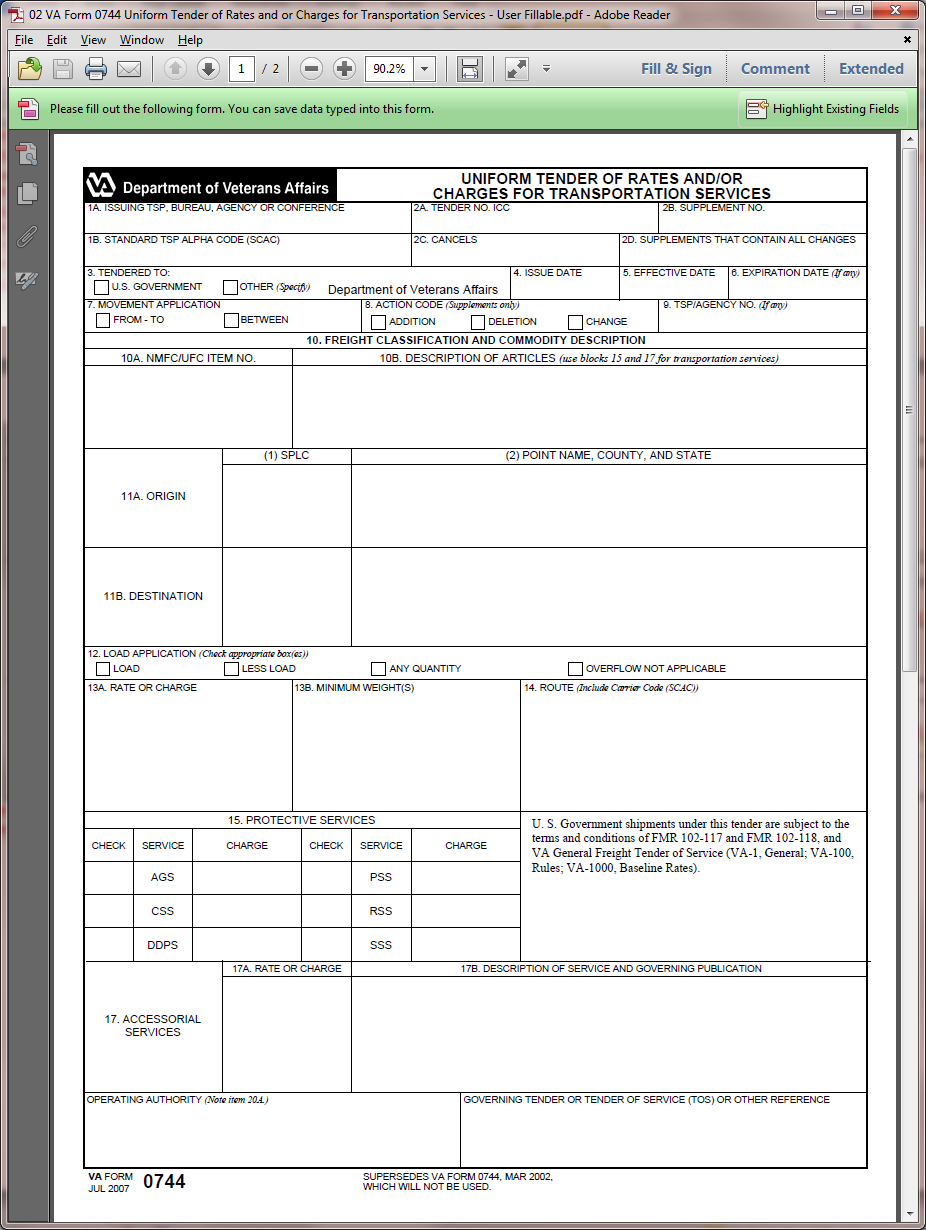 02 VA Form 0744 Uniform Tender of Rates and or Charges for Transportation Services - User Fillable.pdf - Adobe Reader
File Edit View Window Help
1 / 2 90.2% Fill & Sign Comment Extended
Please fill out the following form. You can save data typed into this form. Highlight Existing Fields
VA Department of Veterans Affairs
UNIFORM TENDER OF RATES AND/OR
CHARGES FOR TRANSPORTATION SERVICES
1A. ISSUING TSP, BUREAU, AGENCY OR CONFERENCE 2A. TENDER NO. ICC 2B. SUPPLEMENT NO.
1B. STANDARD TSP ALPHA CODE (SCAC) 2C. CANCELS 2D. SUPPLEMENTS THAT CONTAIN ALL CHANGES
3. TENDERED TO: 4. ISSUE DATE 5. EFFECTIVE DATE 6. EXPIRATION DATE (If any)
U.S. GOVERNMENT OTHER (Specify) Department of Veterans Affairs
7. MOVEMENT APPLICATION 8. ACTION CODE (Supplements only) 9. TSP/AGENCY NO. (If any)
FROM - TO BETWEEN ADDITION DELETION CHANGE
10. FREIGHT CLASSIFICATION AND COMMODITY DESCRIPTION
10A. NMFC/UFC ITEM NO. 10B. DESCRIPTION OF ARTICLES (use blocks 15 and 17 for transportation services)
(1) SPLC (2) POINT NAME, COUNTY, AND STATE
11A. ORIGIN
11B. DESTINATION
12. LOAD APPLICATION (Check appropriate box(es))
LOAD LESS LOAD ANY QUANTITY OVERFLOW NOT APPLICABLE
13A. RATE OR CHARGE 13B. MINIMUM WEIGHT(S) 14. ROUTE (Include Carrier Code (SCAC))
15. PROTECTIVE SERVICES
CHECK SERVICE CHARGE CHECK SERVICE CHARGE
AGS PSS
CSS RSS
DDPS SSS
U. S. Government shipments under this tender are subject to the
terms and conditions of FMR 102-117 and FMR 102-118, and
VA General Freight Tender of Service (VA-1, General; VA-100,
Rules; VA-1000, Baseline Rates).
17A. RATE OR CHARGE 17B. DESCRIPTION OF SERVICE AND GOVERNING PUBLICATION
17. ACCESSORIAL
SERVICES
OPERATING AUTHORITY (Note item 20A.) GOVERNING TENDER OR TENDER OF SERVICE (TOS) OR OTHER REFERENCE
VA FORM
JUL 2007 0744
SUPERSEDES VA FORM 0744, MAR 2002,
WHICH WILL NOT BE USED.